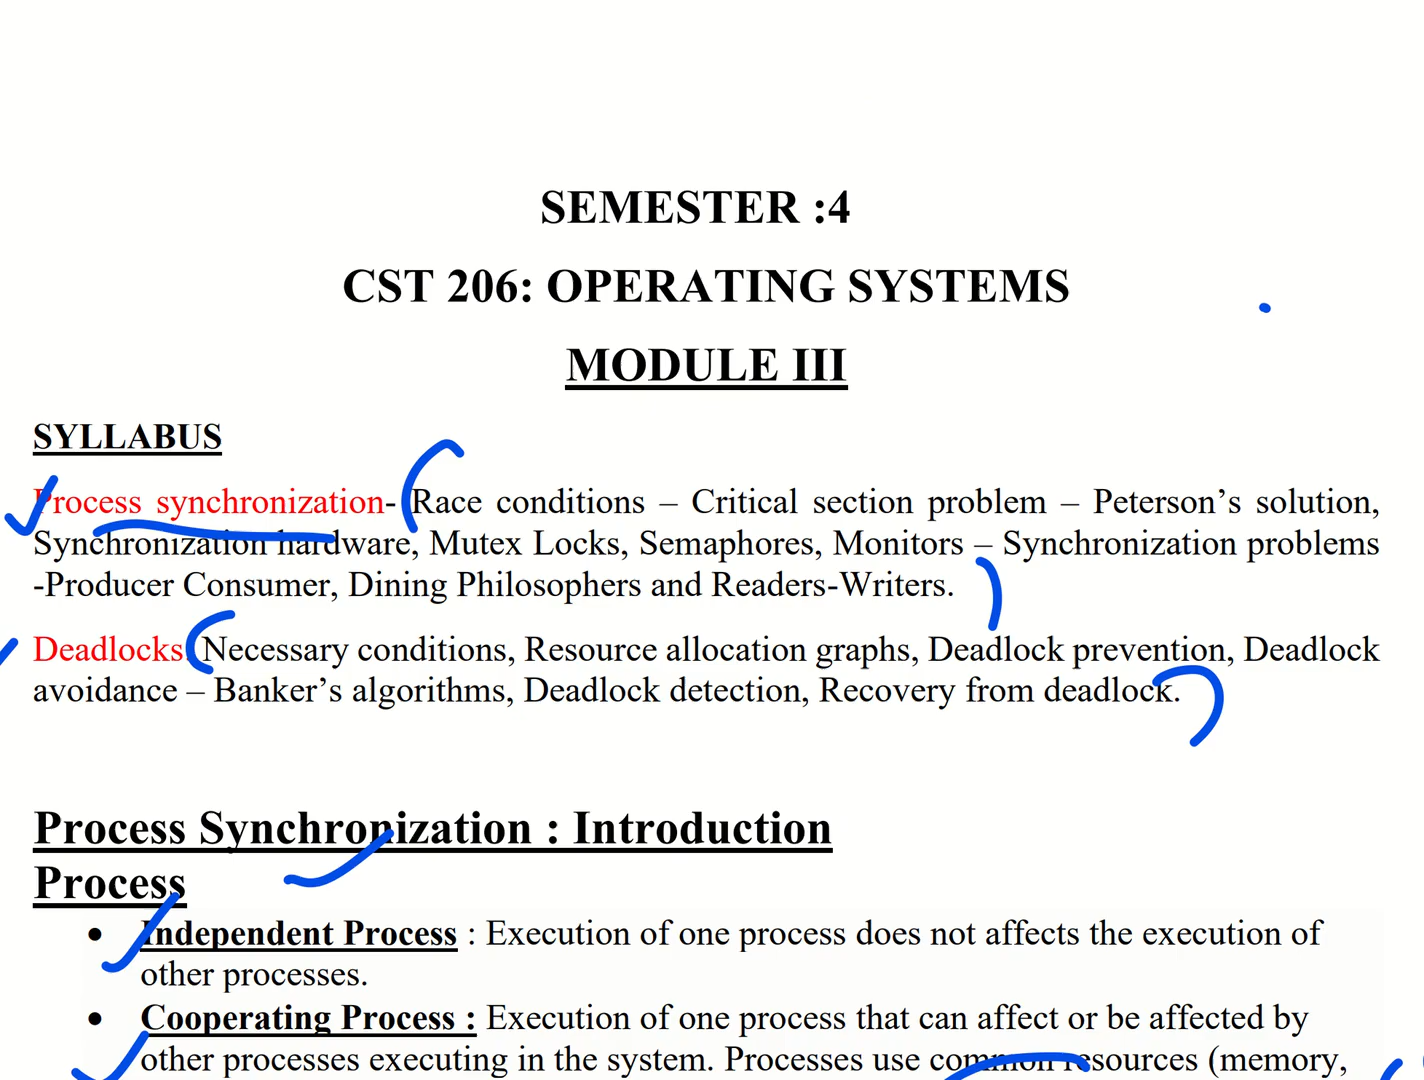 SEMESTER :4
CST 206: OPERATING SYSTEMS
MODULE III
SYLLABUS
Process synchronization- Race conditions – Critical section problem – Peterson’s solution,
Synchronization hardware, Mutex Locks, Semaphores, Monitors – Synchronization problems
-Producer Consumer, Dining Philosophers and Readers-Writers.
Deadlocks: Necessary conditions, Resource allocation graphs, Deadlock prevention, Deadlock
avoidance – Banker’s algorithms, Deadlock detection, Recovery from deadlock.
Process Synchronization : Introduction
Process
• Independent Process : Execution of one process does not affects the execution of
other processes.
• Cooperating Process : Execution of one process that can affect or be affected by
other processes executing in the system. Processes use common resources (memory,